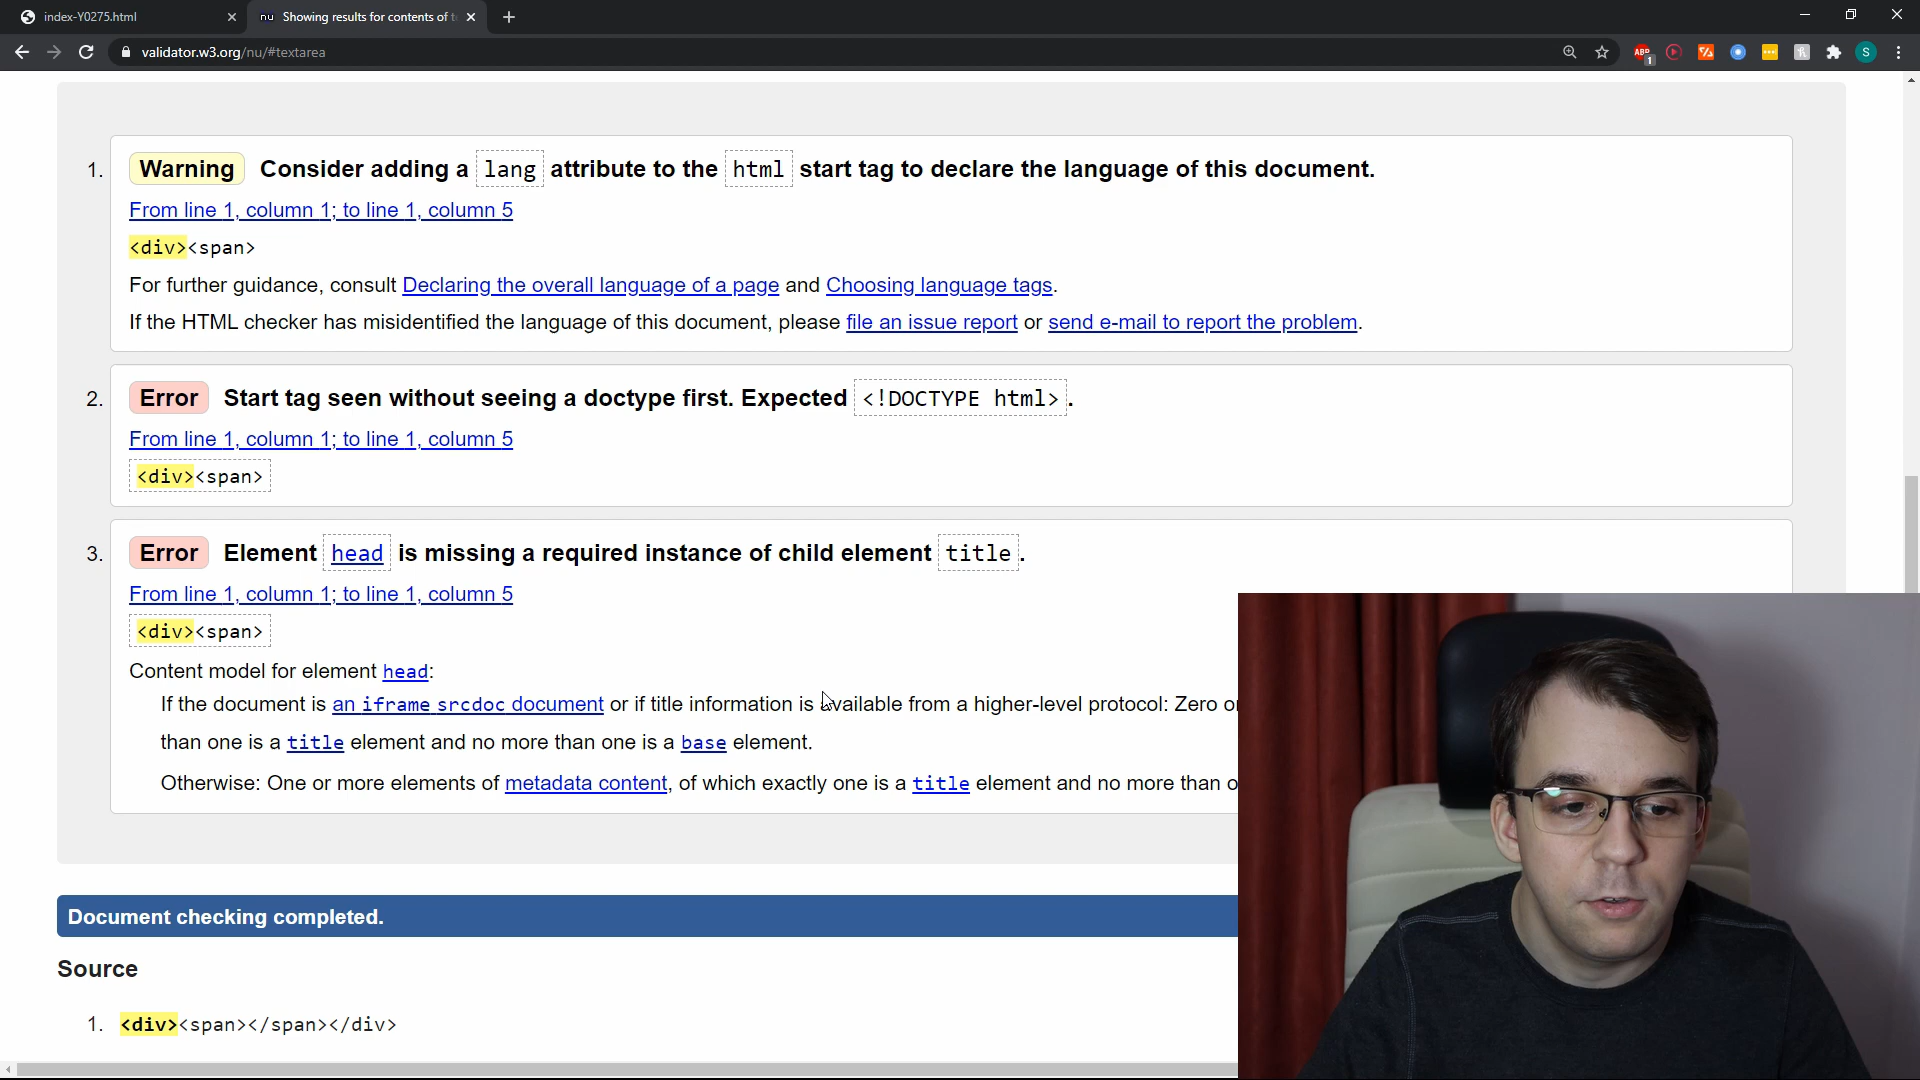 index-Y0275.html
nu Showing results for contents of t
validator.w3.org/nu/#textarea
ABP 1 S
1. Warning Consider adding a lang attribute to the html start tag to declare the language of this document.
From line 1, column 1; to line 1, column 5
<div><span>
For further guidance, consult Declaring the overall language of a page and Choosing language tags.
If the HTML checker has misidentified the language of this document, please file an issue report or send e-mail to report the problem.
2. Error Start tag seen without seeing a doctype first. Expected <!DOCTYPE html>.
From line 1, column 1; to line 1, column 5
<div><span>
3. Error Element head is missing a required instance of child element title.
From line 1, column 1; to line 1, column 5
<div><span>
Content model for element head:
If the document is an iframe srcdoc document or if title information is available from a higher-level protocol: Zero or
than one is a title element and no more than one is a base element.
Otherwise: One or more elements of metadata content, of which exactly one is a title element and no more than o
Document checking completed.
Source
1. <div><span></span></div>